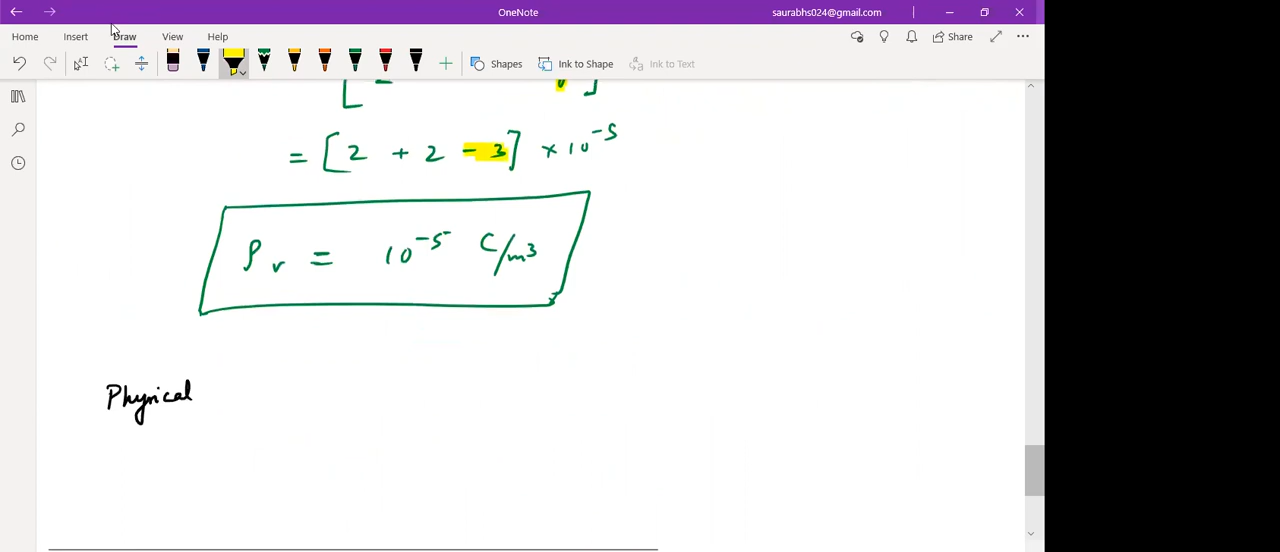 OneNote
saurabhs024@gmail.com
Home Insert Draw View Help Share
Shapes Ink to Shape Ink to Text
= [2 + 2 - 3] × 10⁻⁵
ρᵥ = 10⁻⁵ C/m³
Physical